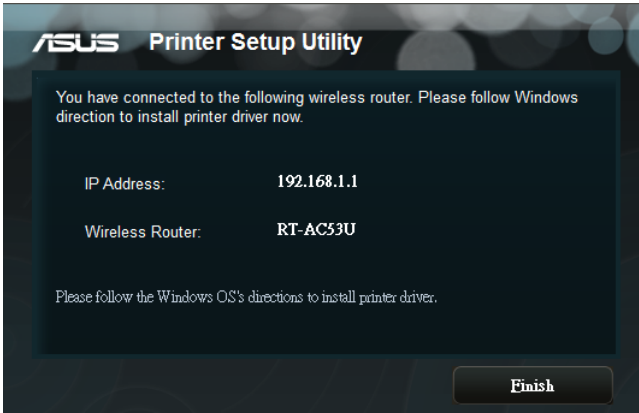 ASUS Printer Setup Utility
You have connected to the following wireless router. Please follow Windows
direction to install printer driver now.
IP Address: 192.168.1.1
Wireless Router: RT-AC53U
Please follow the Windows OS's directions to install printer driver.
Finish